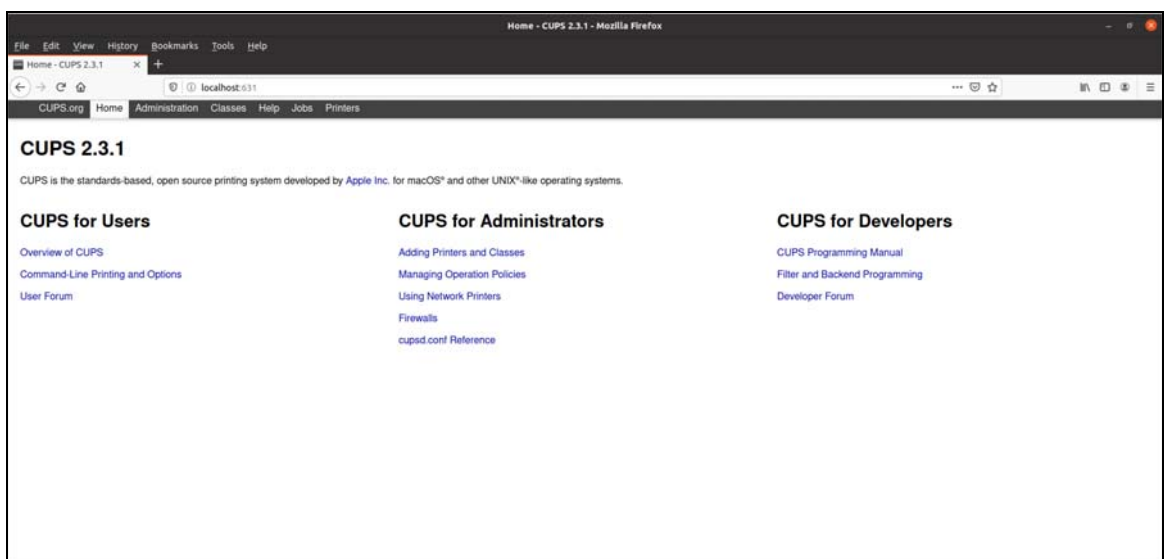 Home - CUPS 2.3.1 - Mozilla Firefox
File Edit View History Bookmarks Tools Help
Home - CUPS 2.3.1
localhost:631
CUPS.org Home Administration Classes Help Jobs Printers
CUPS 2.3.1
CUPS is the standards-based, open source printing system developed by Apple Inc. for macOS® and other UNIX®-like operating systems.
CUPS for Users
Overview of CUPS
Command-Line Printing and Options
User Forum
CUPS for Administrators
Adding Printers and Classes
Managing Operation Policies
Using Network Printers
Firewalls
cupsd.conf Reference
CUPS for Developers
CUPS Programming Manual
Filter and Backend Programming
Developer Forum